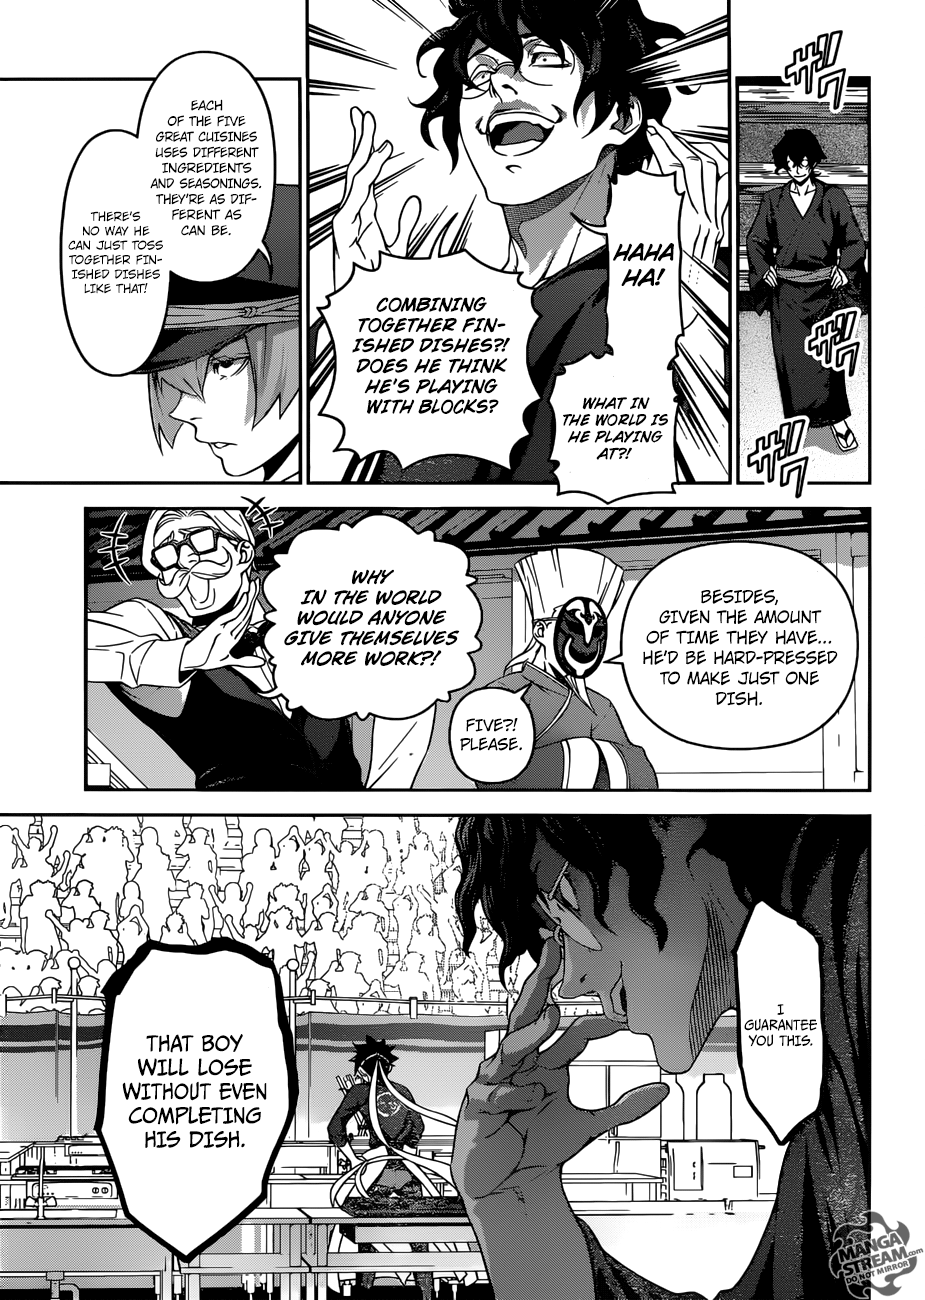 ザワ
ザワ
ザワ
HAHA
HA!
WHAT
IN THE
WORLD IS
HE PLAYING
AT?!
COMBINING
TOGETHER FIN-
ISHED DISHES?!
DOES HE THINK
HE'S PLAYING
WITH BLOCKS?
EACH
OF THE FIVE
GREAT CUISINES
USES DIFFERENT
INGREDIENTS
AND SEASONINGS.
THEY'RE AS DIF-
FERENT AS
CAN BE.
THERE'S
NO WAY HE
CAN JUST TOSS
TOGETHER FIN-
ISHED DISHES
LIKE THAT!
BESIDES,
GIVEN THE AMOUNT
OF TIME THEY HAVE...
HE'D BE HARD-PRESSED
TO MAKE JUST ONE
DISH.
FIVE?!
PLEASE.
WHY
IN THE WORLD
WOULD ANYONE
GIVE THEMSELVES
MORE WORK?!
I
GUARANTEE
YOU THIS.
THAT BOY
WILL LOSE
WITHOUT EVEN
COMPLETING
HIS DISH.
MANGA
STREAM.com
DO NOT MIRROR